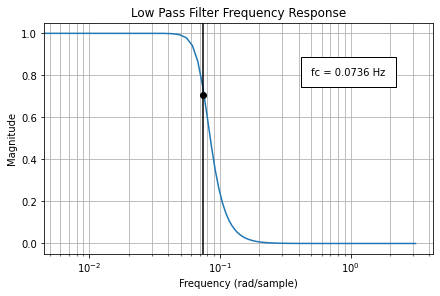 Low Pass Filter Frequency Response
Magnitude
1.0
0.8
0.6
0.4
0.2
0.0
fc = 0.0736 Hz
10⁻² 10⁻¹ 10⁰
Frequency (rad/sample)